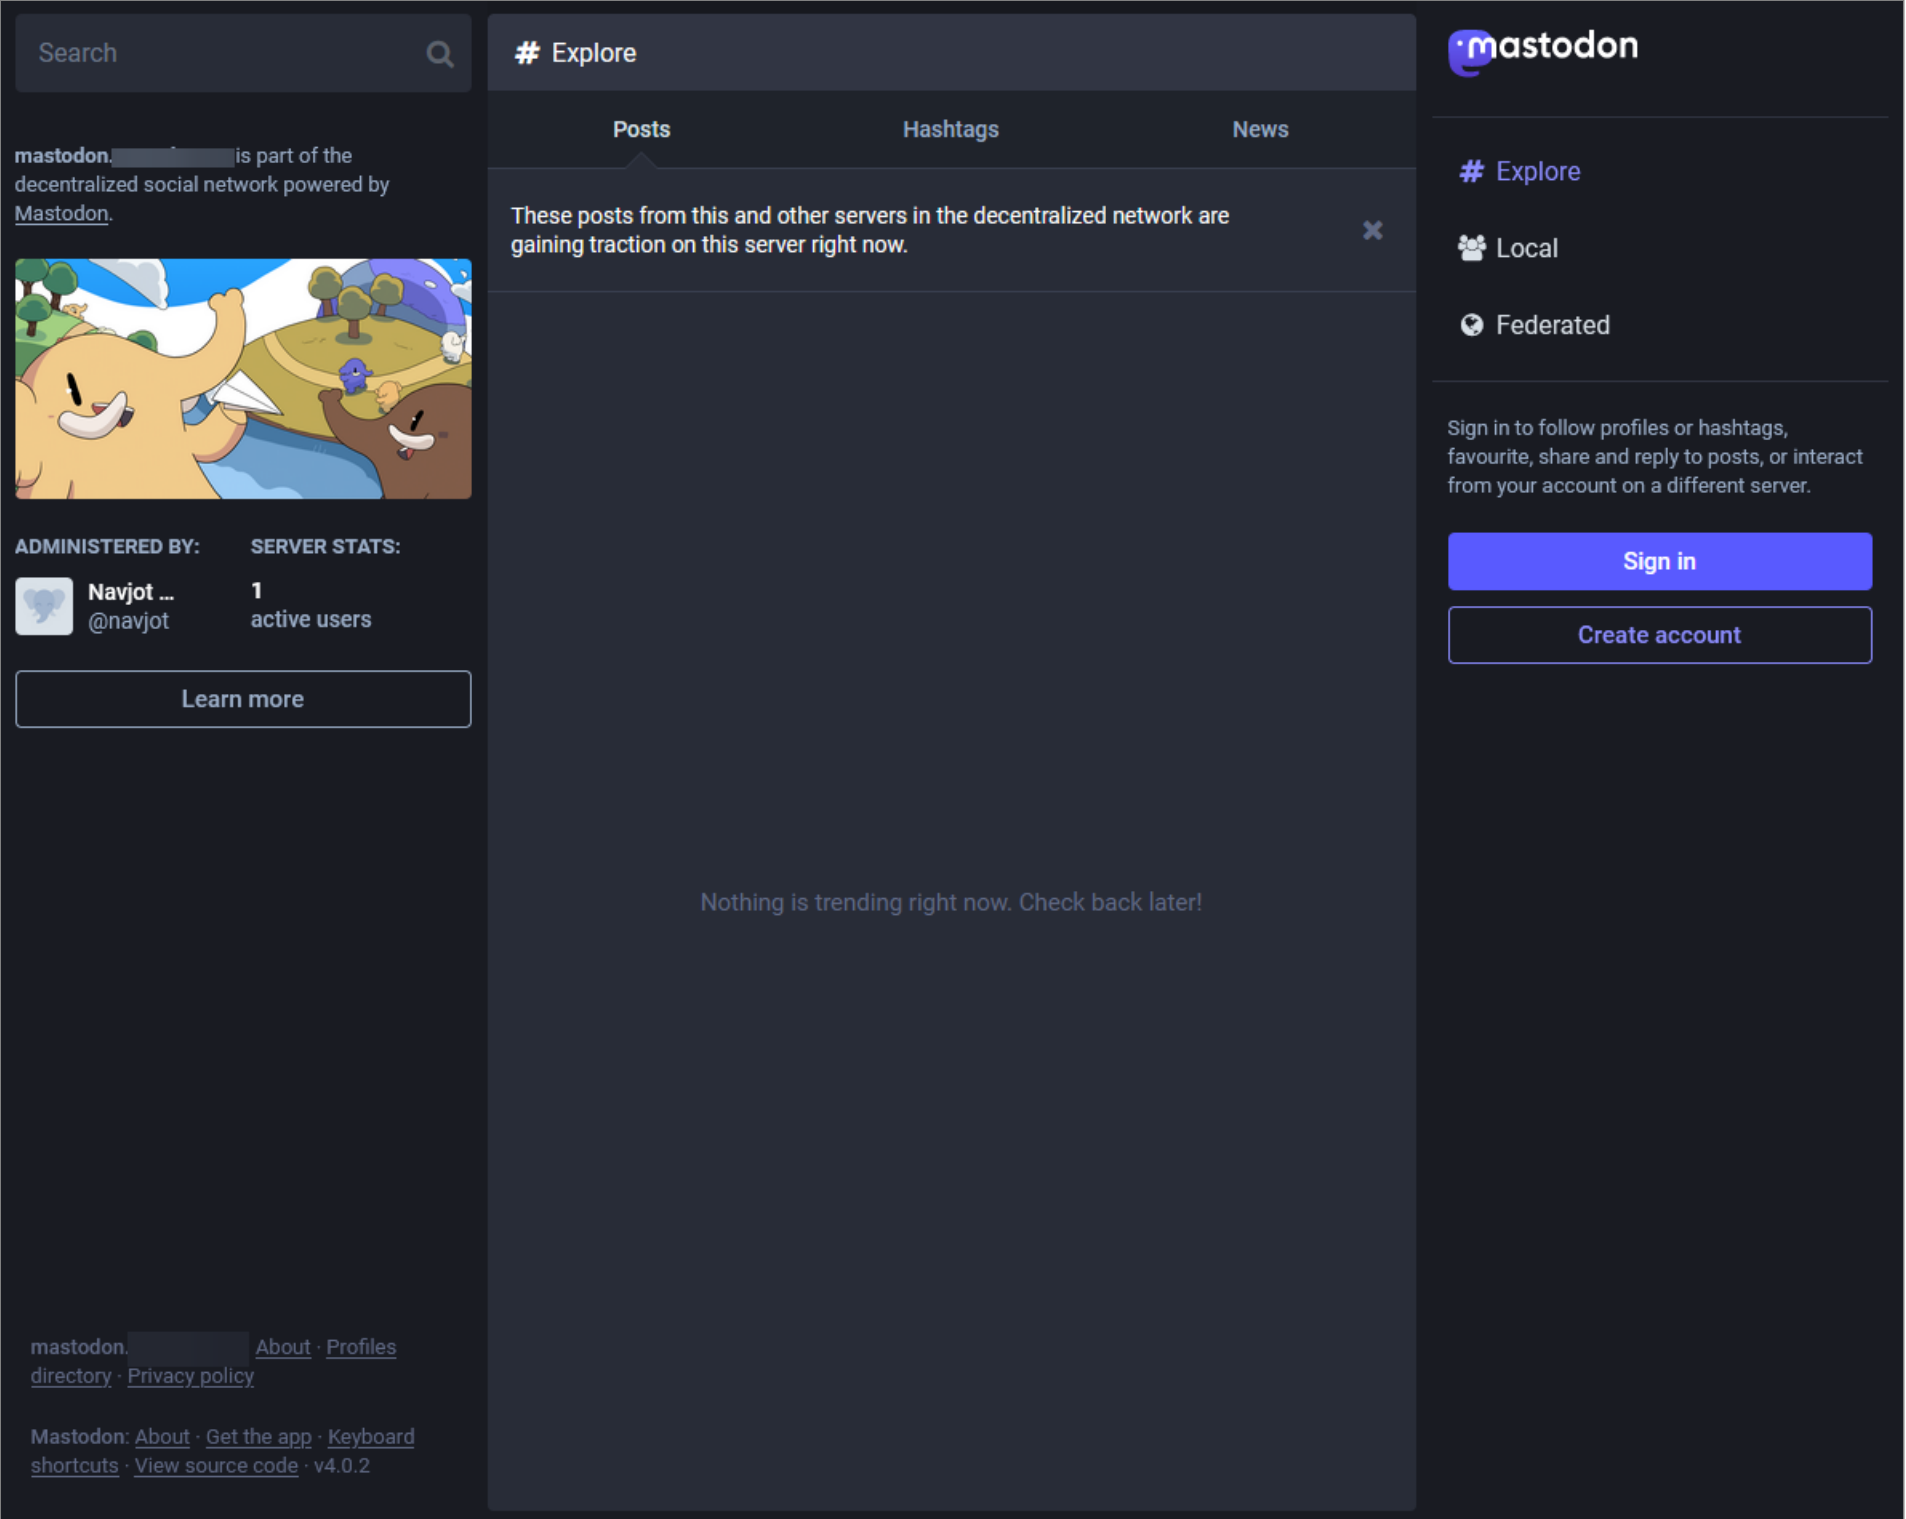 Search
mastodon. is part of the
decentralized social network powered by
Mastodon.
ADMINISTERED BY:
Navjot ...
@navjot
SERVER STATS:
1
active users
Learn more
mastodon. About · Profiles
directory · Privacy policy
Mastodon: About · Get the app · Keyboard
shortcuts · View source code · v4.0.2
# Explore
Posts Hashtags News
These posts from this and other servers in the decentralized network are
gaining traction on this server right now.
Nothing is trending right now. Check back later!
mastodon
# Explore
Local
Federated
Sign in to follow profiles or hashtags,
favourite, share and reply to posts, or interact
from your account on a different server.
Sign in
Create account